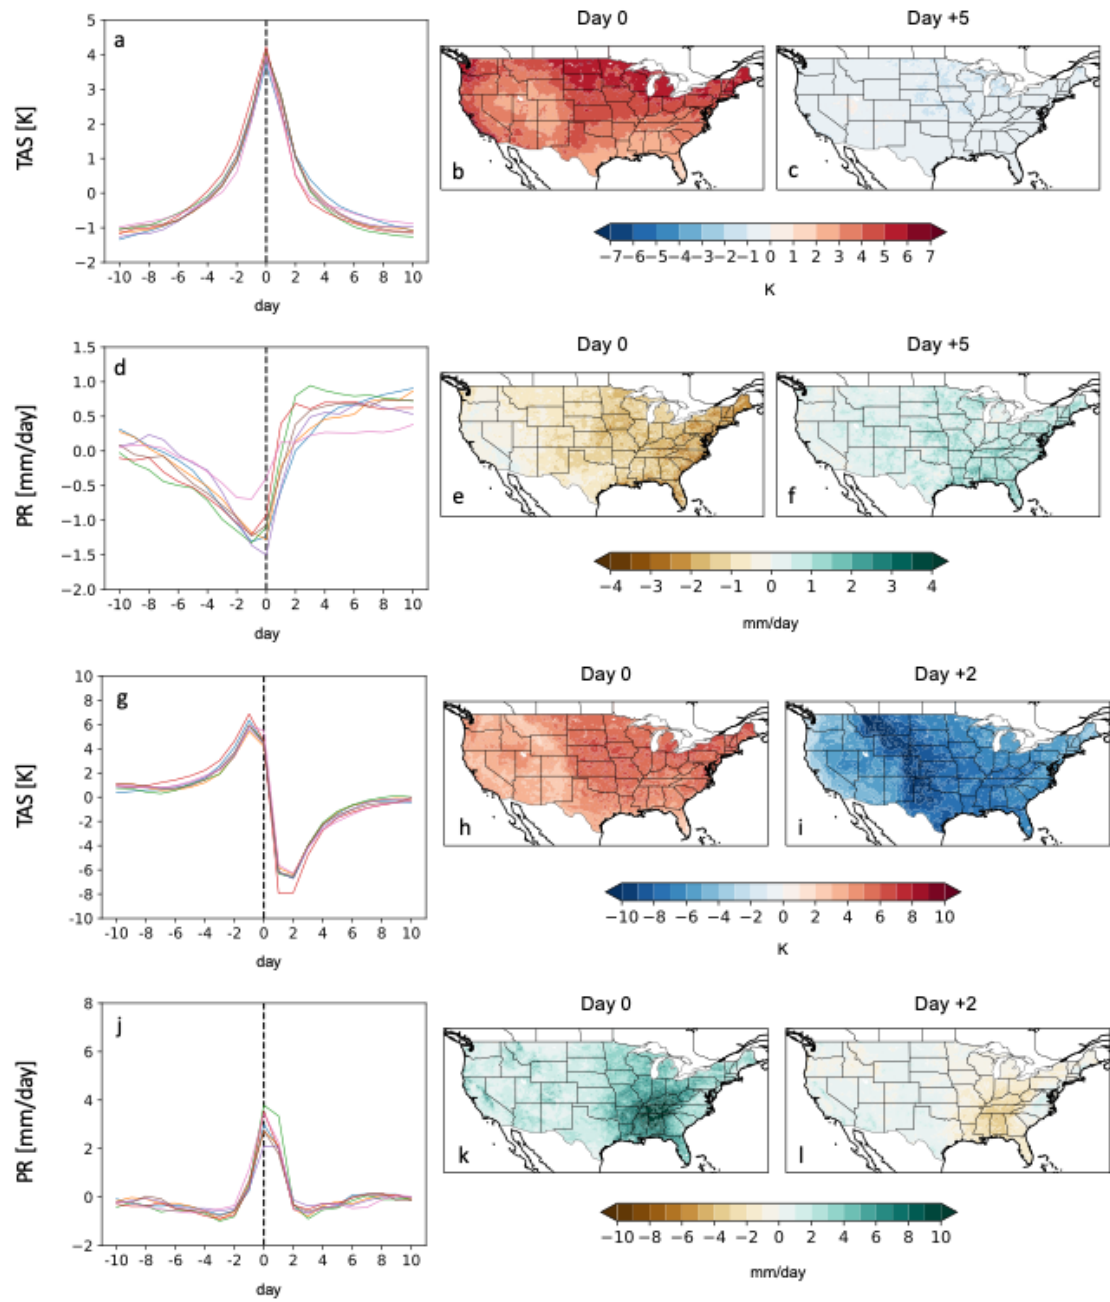 Day 0
Day +5
TAS [K]
5
4
3
2
1
0
−1
−2
a
-10 -8 -6 -4 -2 0 2 4 6 8 10
day
b
c
−7−6−5−4−3−2−1 0 1 2 3 4 5 6 7
K
Day 0
Day +5
PR [mm/day]
1.5
1.0
0.5
0.0
−0.5
−1.0
−1.5
−2.0
d
-10 -8 -6 -4 -2 0 2 4 6 8 10
day
e
f
−4 −3 −2 −1 0 1 2 3 4
mm/day
Day 0
Day +2
TAS [K]
10
8
6
4
2
0
-2
-4
-6
-8
-10
g
-10 -8 -6 -4 -2 0 2 4 6 8 10
day
h
i
−10 −8 −6 −4 −2 0 2 4 6 8 10
K
Day 0
Day +2
PR [mm/day]
8
6
4
2
0
−2
j
-10 -8 -6 -4 -2 0 2 4 6 8 10
day
k
l
−10 −8 −6 −4 −2 0 2 4 6 8 10
mm/day